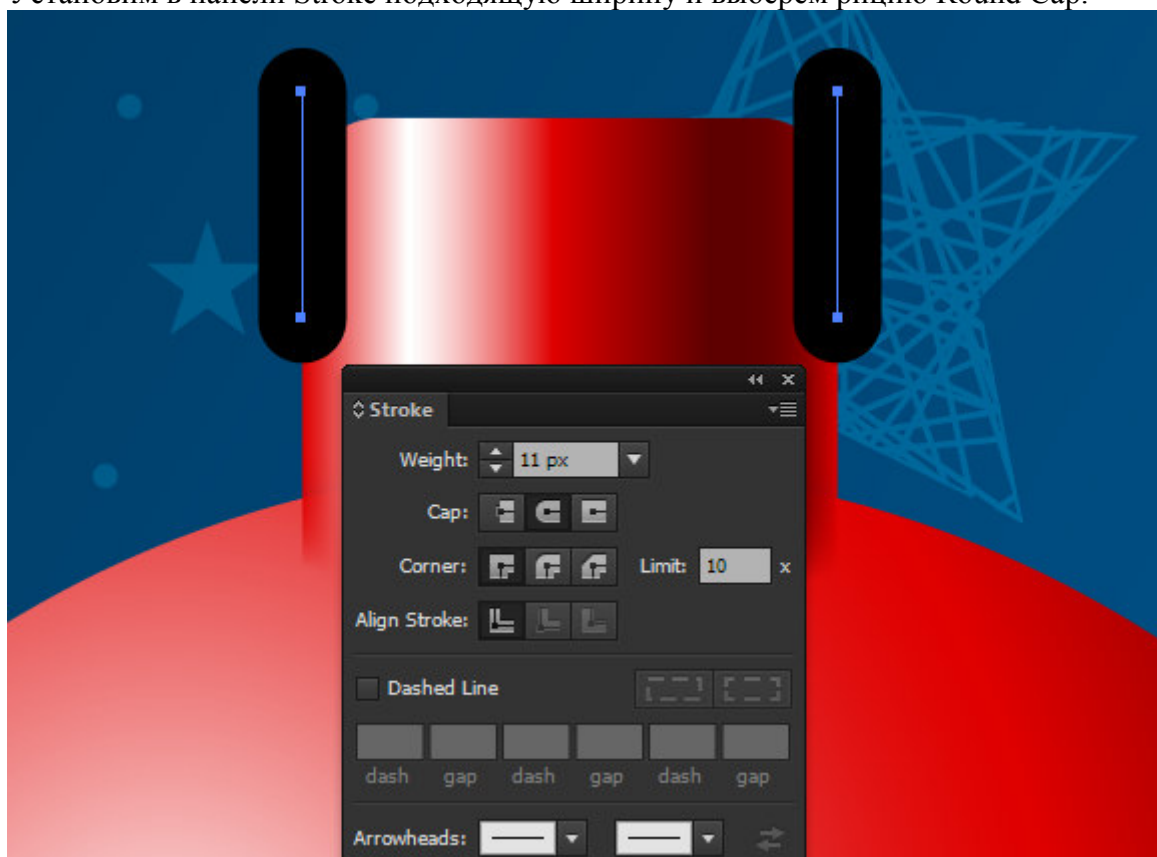 Установим в панели Stroke подходящую ширину и выберем рпцию Round Cap.
Stroke
Weight: 11 px
Cap:
Corner: Limit: 10 x
Align Stroke:
Dashed Line
dash gap dash gap dash gap
Arrowheads: